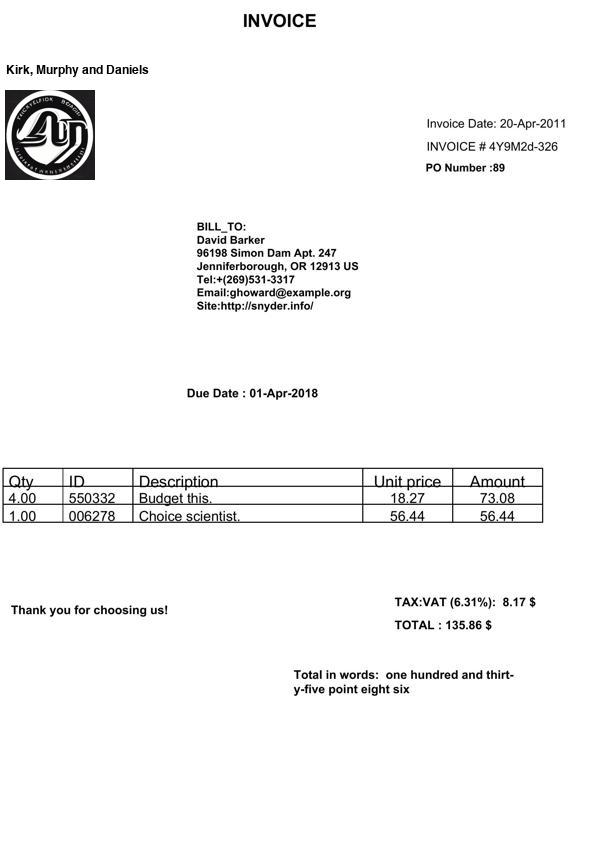 INVOICE
Kirk, Murphy and Daniels
Invoice Date: 20-Apr-2011
INVOICE # 4Y9M2d-326
PO Number :89
BILL_TO:
David Barker
96198 Simon Dam Apt. 247
Jenniferborough, OR 12913 US
Tel:+(269)531-3317
Email:ghoward@example.org
Site:http://snyder.info/
Due Date : 01-Apr-2018
Qty ID Description Unit price Amount
4.00 550332 Budget this. 18.27 73.08
1.00 006278 Choice scientist. 56.44 56.44
TAX:VAT (6.31%): 8.17 $
Thank you for choosing us!
TOTAL : 135.86 $
Total in words: one hundred and thirt-
y-five point eight six